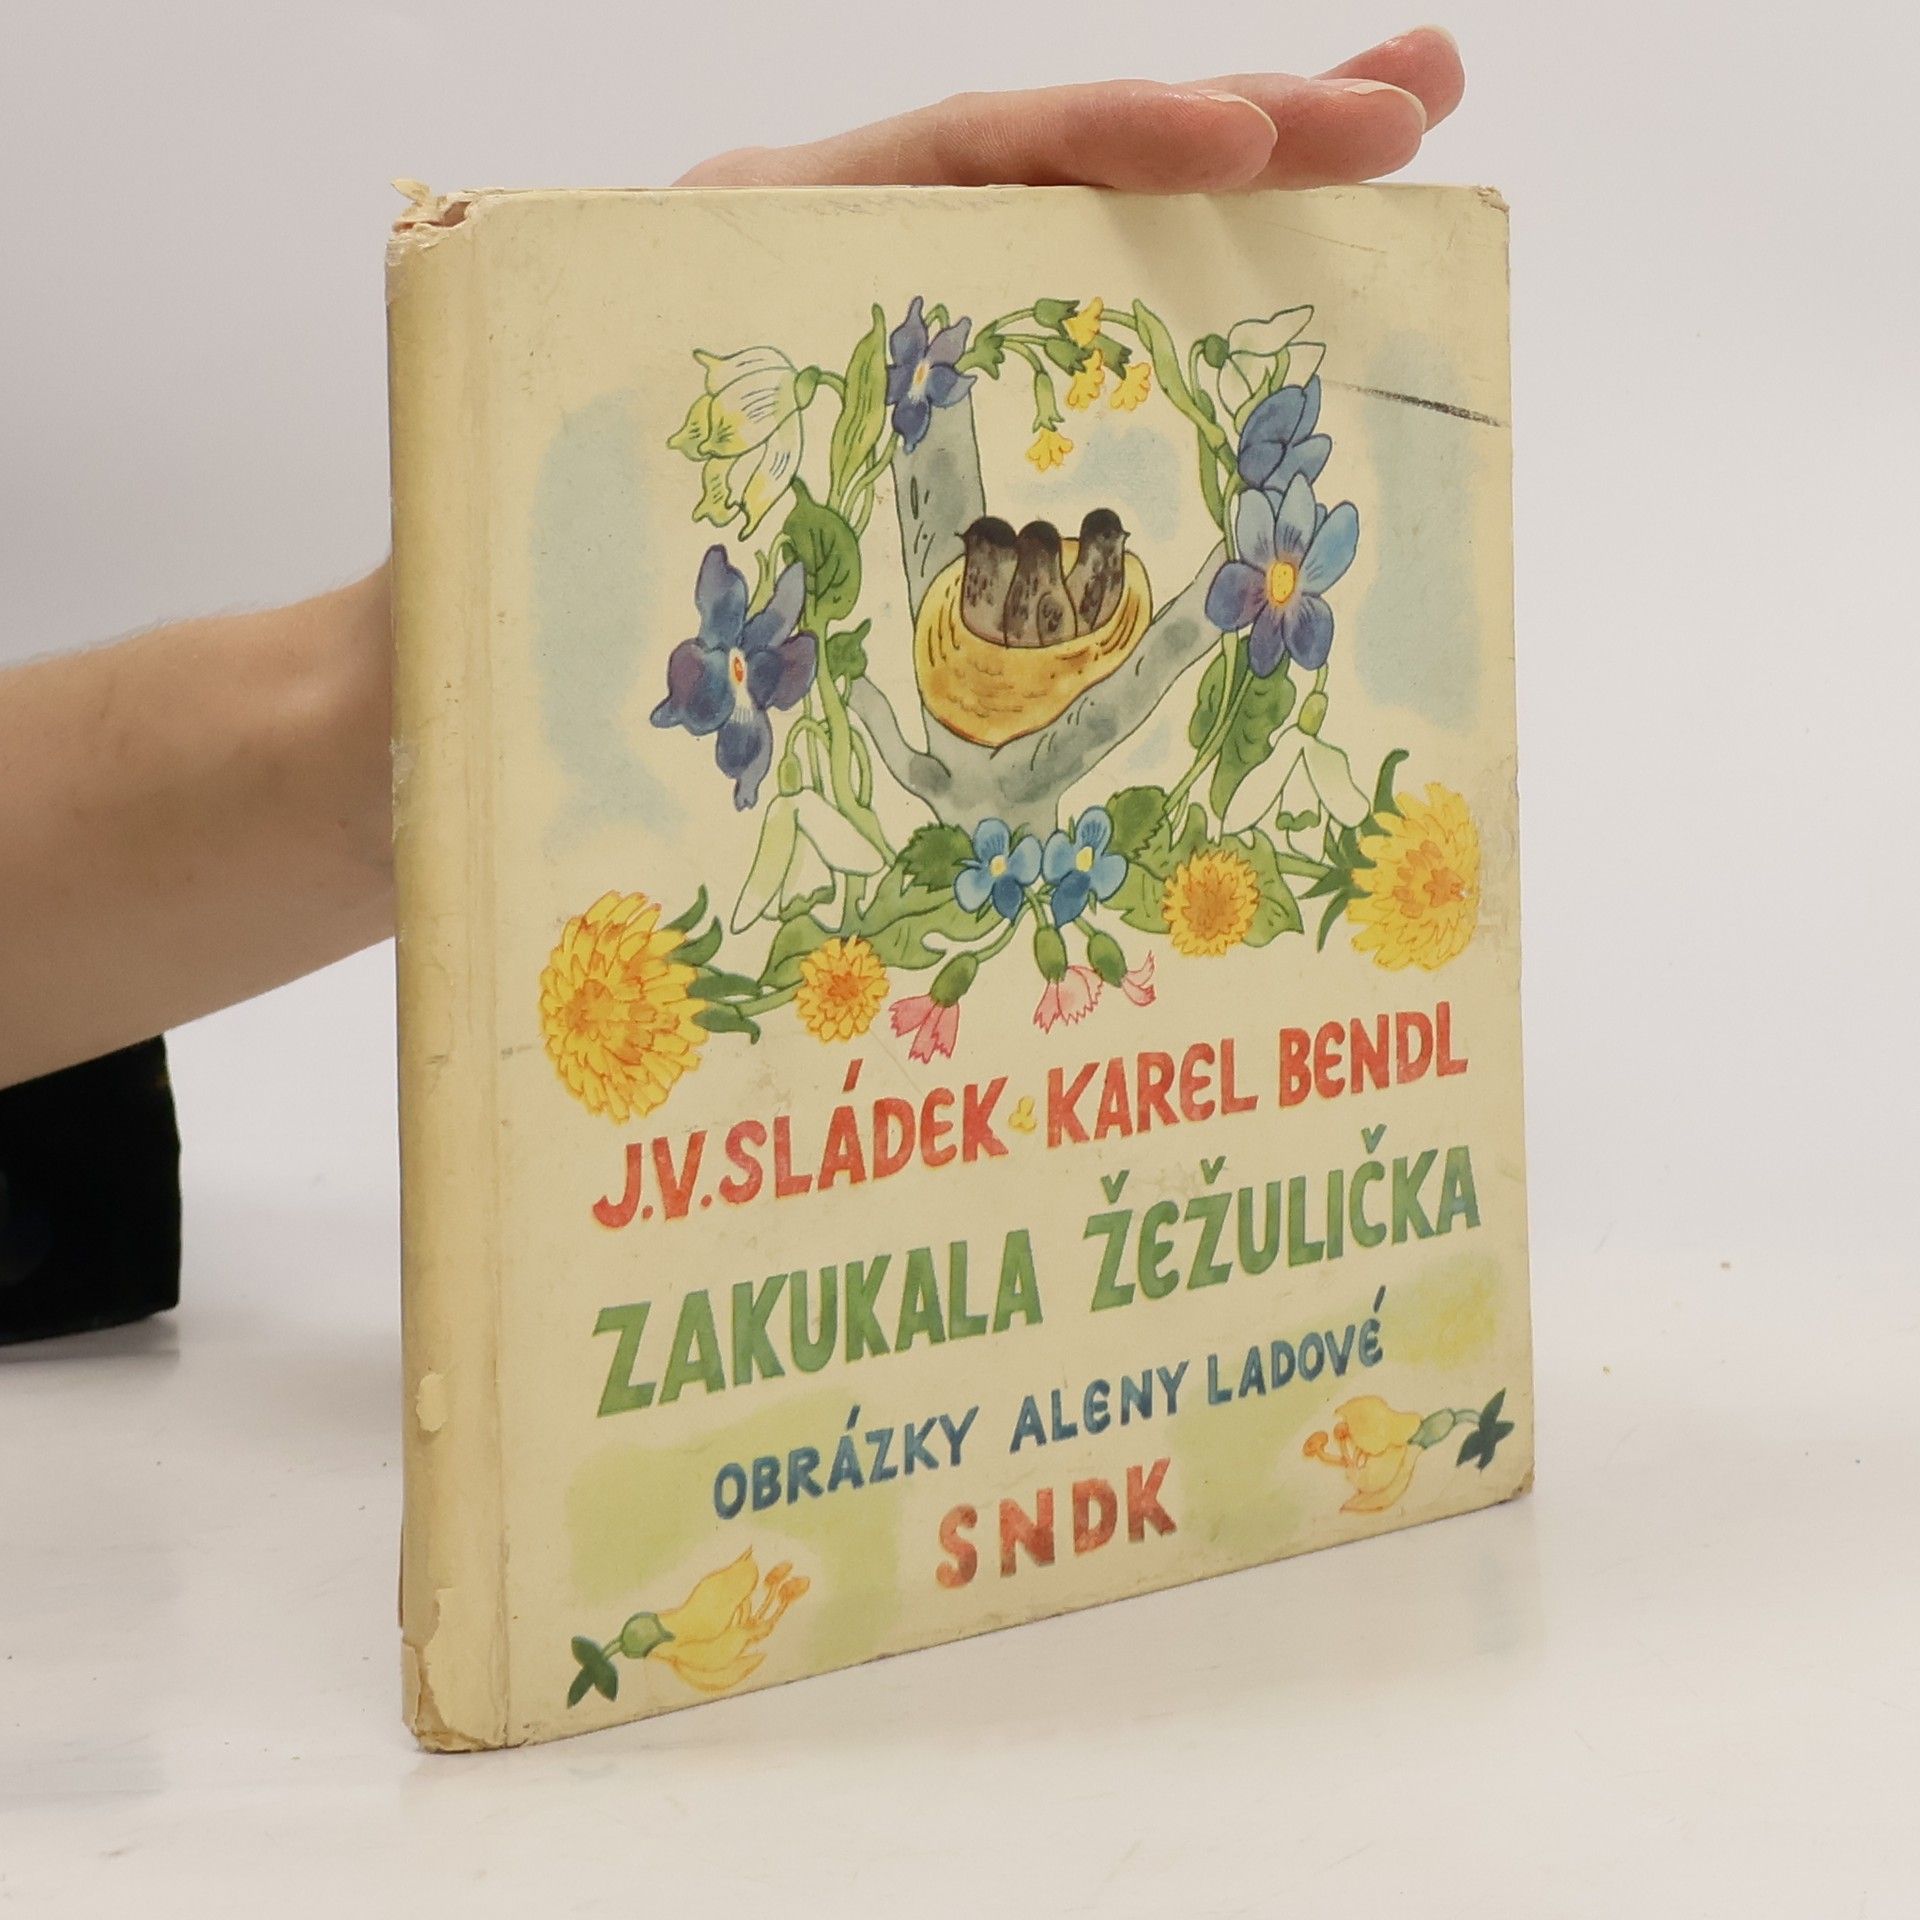 J.V.SLÁDEK KAREL BENDL
ZAKUKALA ŽEŽULIČKA
OBRÁZKY ALENY LADOVÉ
SNDK